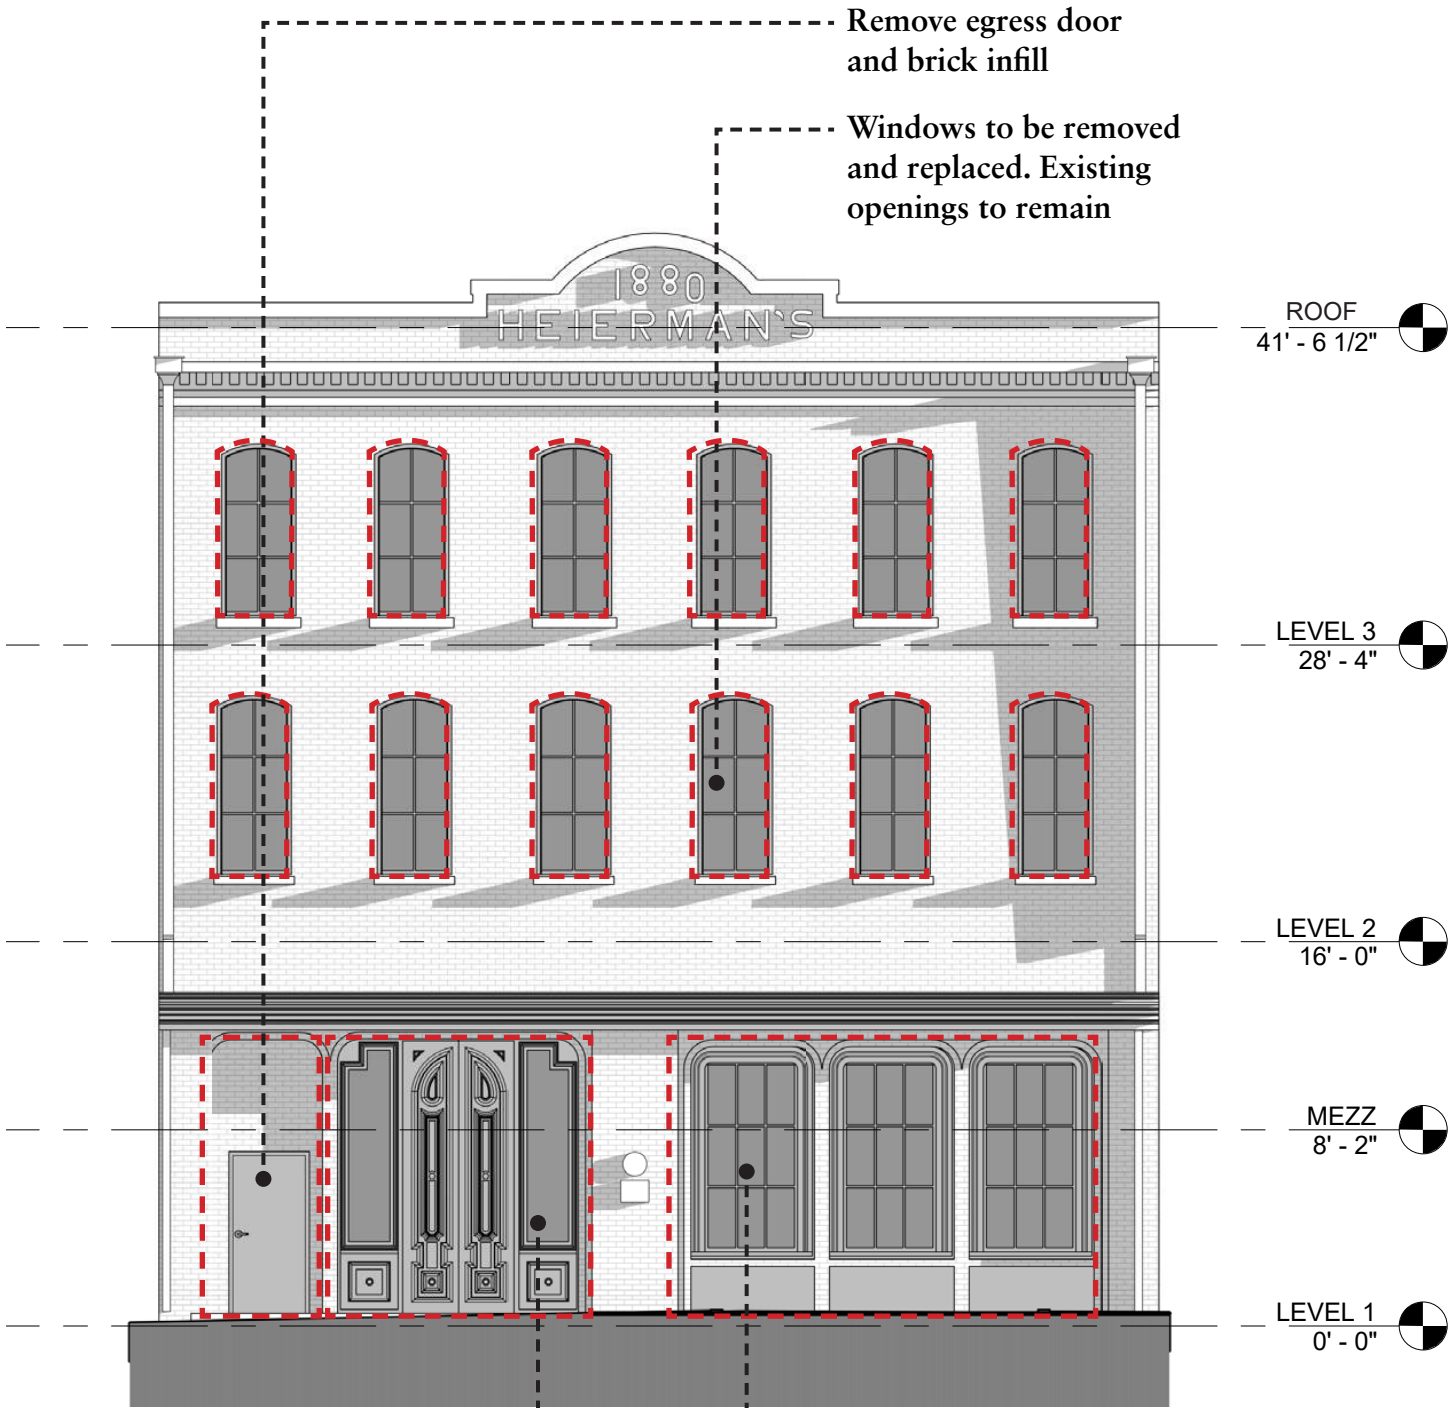 Remove egress door
and brick infill
Windows to be removed
and replaced. Existing
openings to remain
1880
HEIERMAN'S
ROOF
41' - 6 1/2"
LEVEL 3
28' - 4"
LEVEL 2
16' - 0"
MEZZ
8' - 2"
LEVEL 1
0' - 0"